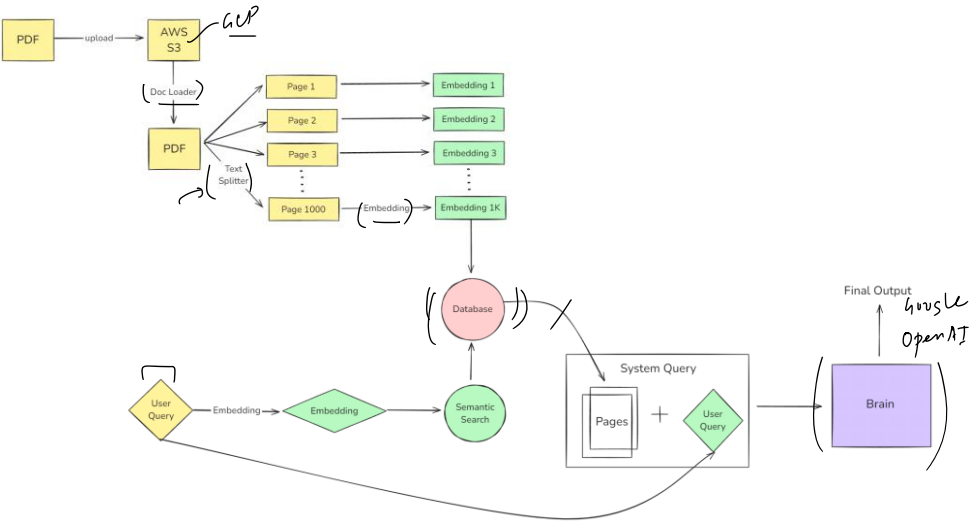 PDF
upload
AWS
S3
GCP
Doc Loader
PDF
Text
Splitter
Page 1
Embedding 1
Page 2
Embedding 2
Page 3
Embedding 3
Page 1000
Embedding
Embedding 1K
Database
User
Query
Embedding
Embedding
Semantic
Search
System Query
Pages
+
User
Query
Final Output
Google
OpenAI
Brain